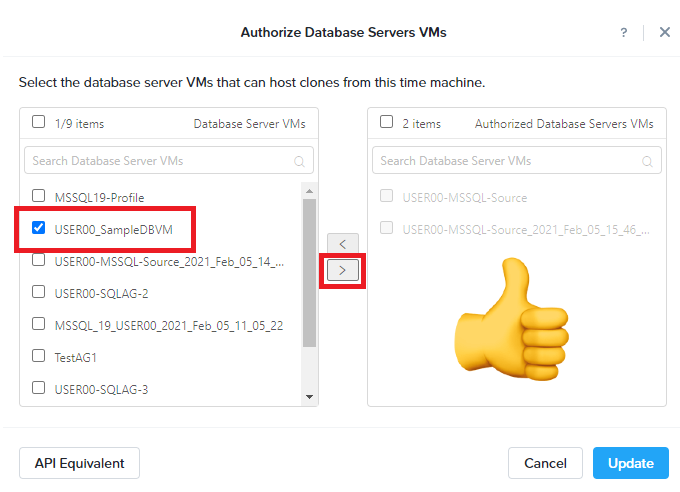 Authorize Database Servers VMs
?
Select the database server VMs that can host clones from this time machine.
1/9 items Database Server VMs
Search Database Server VMs
MSSQL19-Profile
USER00_SampleDBVM
USER00-MSSQL-Source_2021_Feb_05_14_...
USER00-SQLAG-2
MSSQL_19_USER00_2021_Feb_05_11_05_22
TestAG1
USER00-SQLAG-3
<
>
2 items Authorized Database Servers VMs
Search Database Server VMs
USER00-MSSQL-Source
USER00-MSSQL-Source_2021_Feb_05_15_46_...
API Equivalent
Cancel
Update